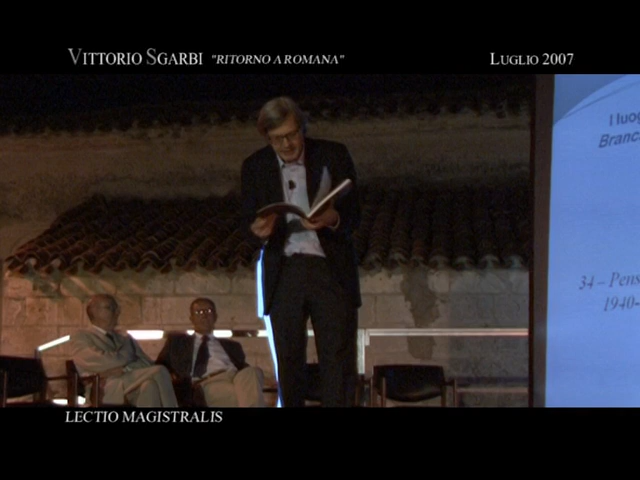 VITTORIO SGARBI "RITORNO A ROMANA"
LUGLIO 2007
I luog
Branc
34 – Pens
1940-
LECTIO MAGISTRALIS